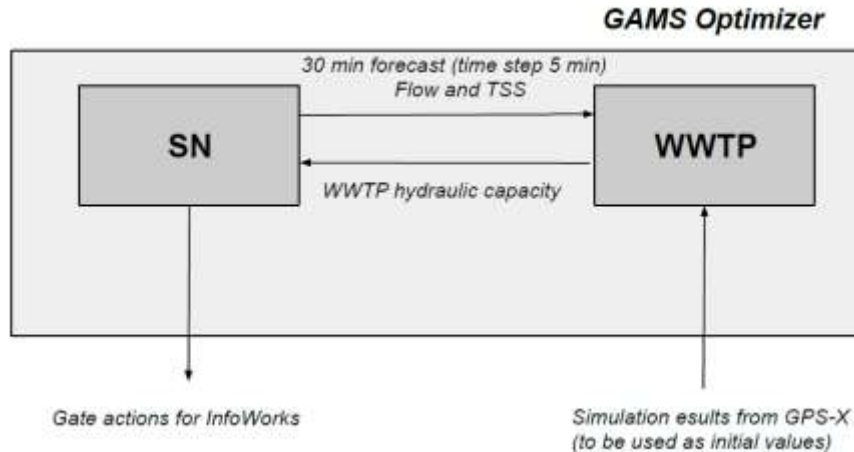 GAMS Optimizer
30 min forecast (time step 5 min)
Flow and TSS
SN
WWTP
WWTP hydraulic capacity
Gate actions for InfoWorks
Simulation esults from GPS-X
(to be used as initial values)